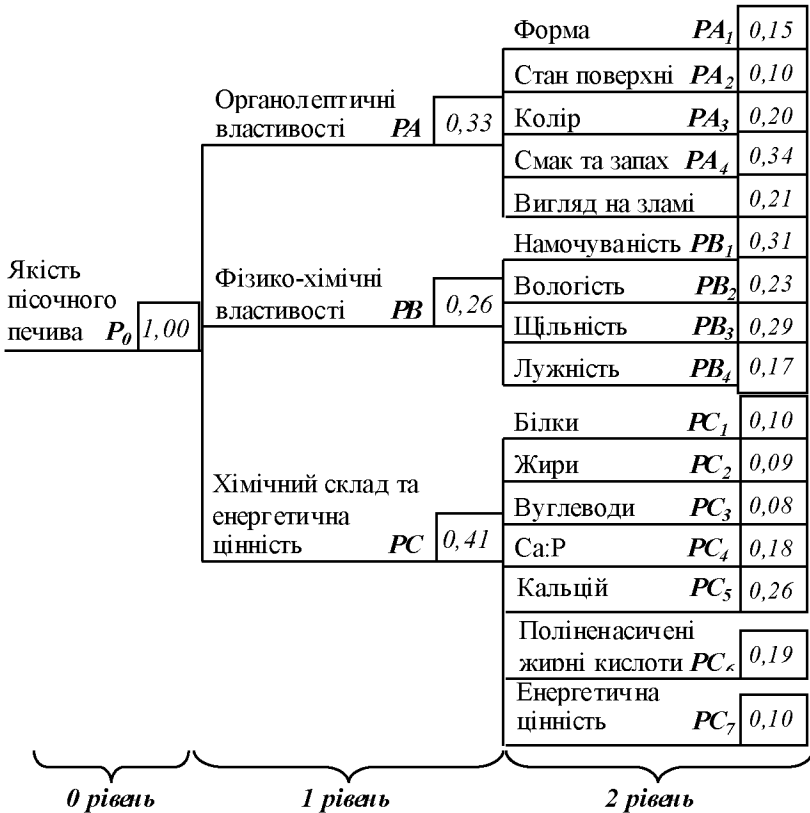 Форма PA1 0,15
Стан поверхні PA2 0,10
Органолептичні
властивості PA 0,33
Колір PA3 0,20
Смак та запах PA4 0,34
Вигляд на зламі 0,21
Намочуваність PB1 0,31
Якість
пісочного
печива P0 1,00
Фізико-хімічні
властивості PB 0,26
Вологість PB2 0,23
Щільність PB3 0,29
Лужність PB4 0,17
Білки PC1 0,10
Жири PC2 0,09
Хімічний склад та
енергетична
цінність PC 0,41
Вуглеводи PC3 0,08
Ca:P PC4 0,18
Кальцій PC5 0,26
Поліненасичені
жирні кислоти PC6 0,19
Енергетична
цінність PC7 0,10
0 рівень 1 рівень 2 рівень